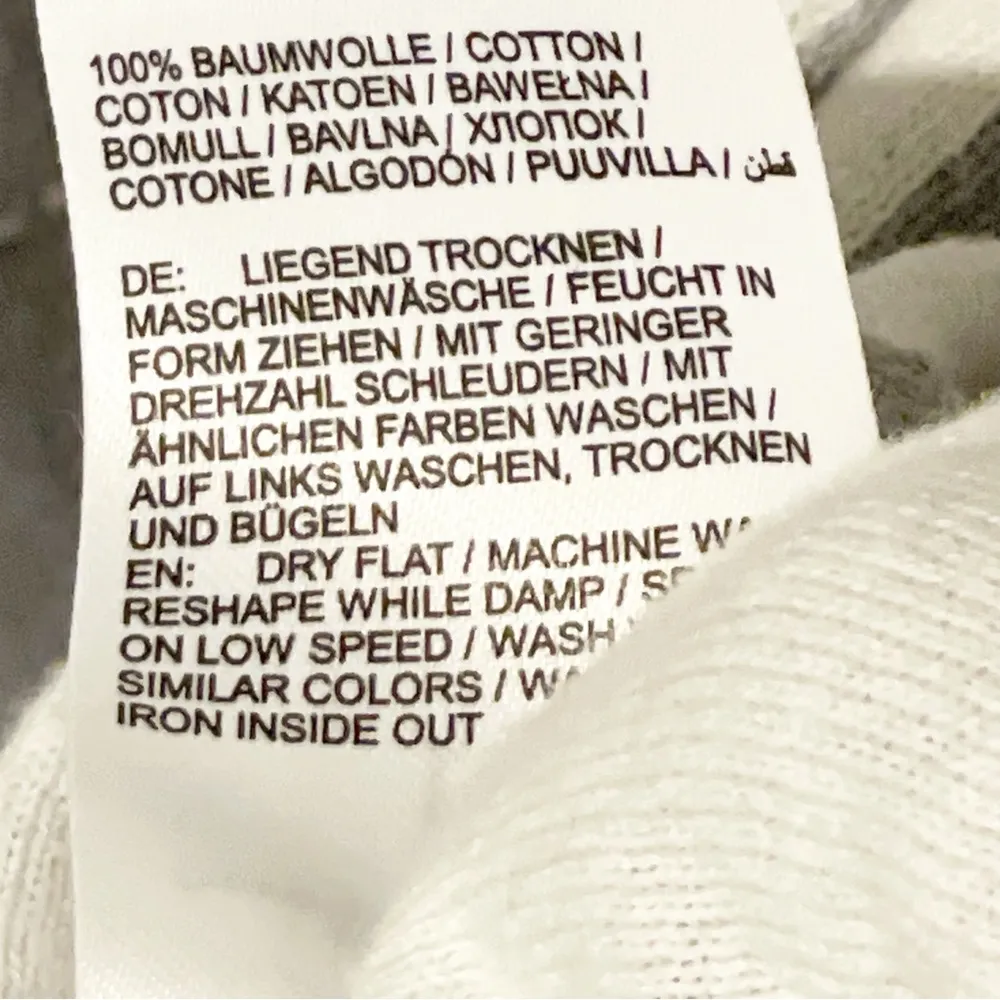 100% BAUMWOLLE / COTTON /
COTON / KATOEN / BAWEŁNA /
BOMULL / BAVLNA / ХЛОПОК /
COTONE / ALGODÓN / PUUVILLA / قطن
DE: LIEGEND TROCKNEN /
MASCHINENWÄSCHE / FEUCHT IN
FORM ZIEHEN / MIT GERINGER
DREHZAHL SCHLEUDERN / MIT
ÄHNLICHEN FARBEN WASCHEN /
AUF LINKS WASCHEN, TROCKNEN
UND BÜGELN
EN: DRY FLAT / MACHINE
RESHAPE WHILE DAMP /
ON LOW SPEED / WASH
SIMILAR COLORS /
IRON INSIDE OUT